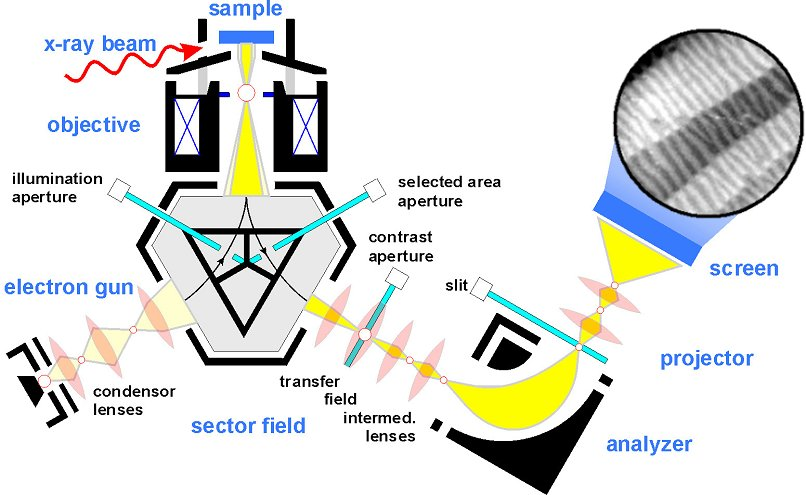 sample
x-ray beam
objective
illumination
aperture
selected area
aperture
contrast
aperture
electron gun
slit
screen
condensor
lenses
transfer
field
intermed.
lenses
projector
sector field
analyzer